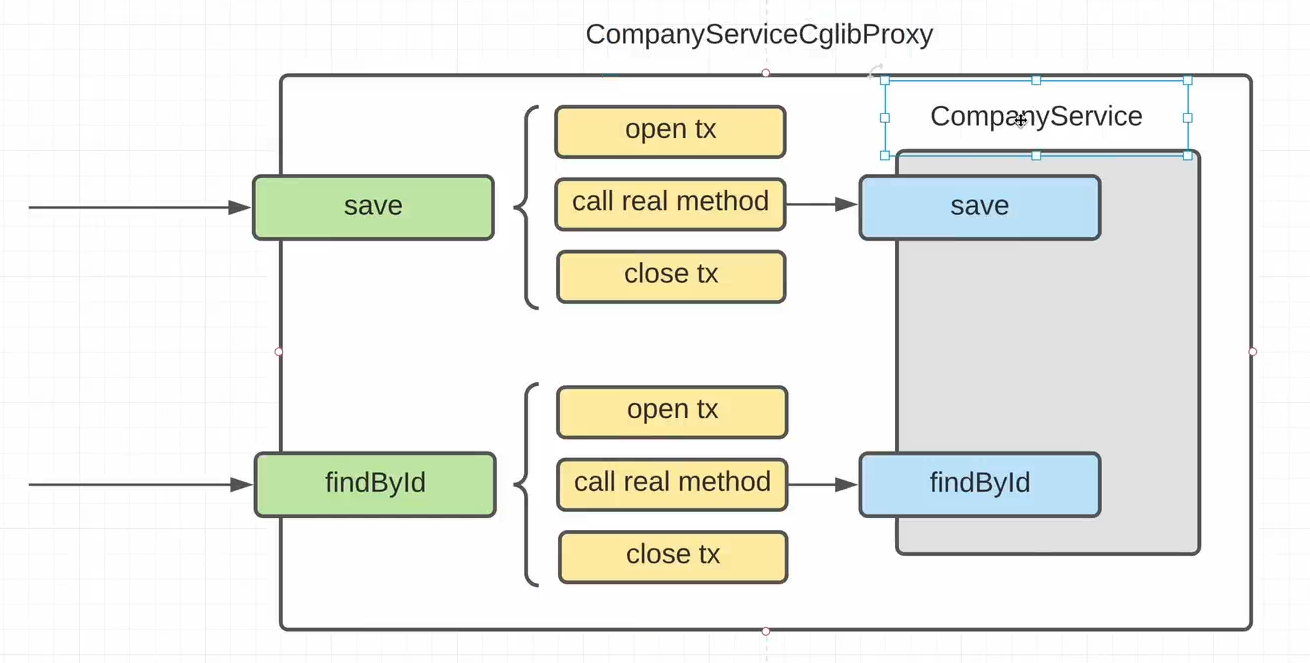 CompanyServiceCglibProxy
CompanyService
open tx
save
call real method
save
close tx
open tx
findById
call real method
findById
close tx